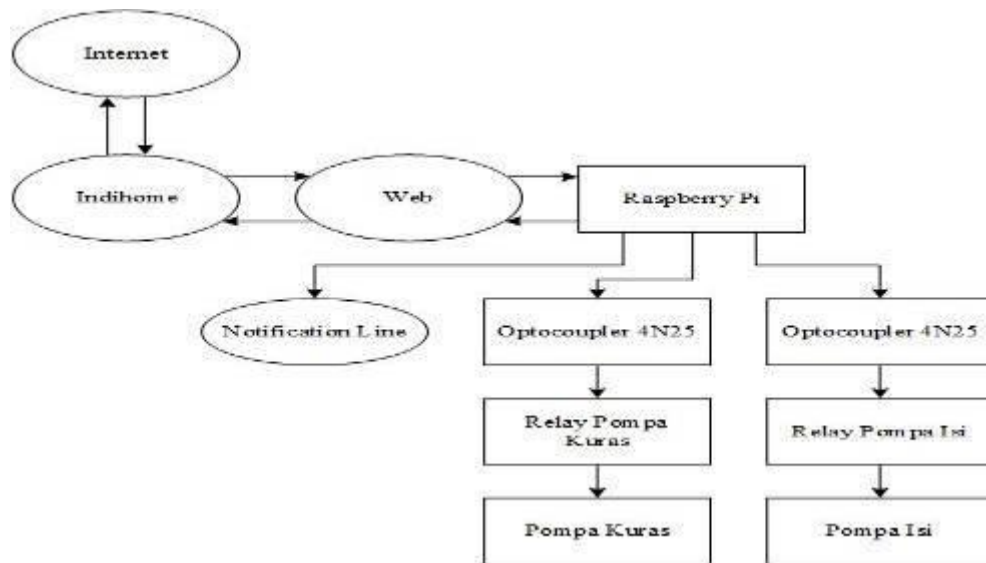 Internet
Indihome
Web
Raspberry Pi
Notification Line
Optocoupler 4N25
Optocoupler 4N25
Relay Pompa
Kuras
Relay Pompa Isi
Pompa Kuras
Pompa Isi